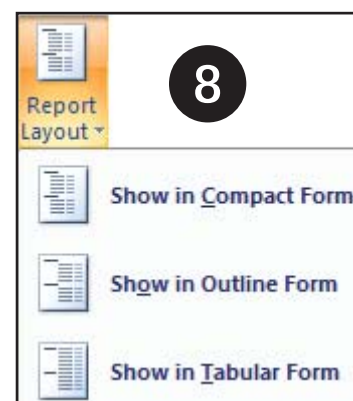 Report
Layout
8
Show in Compact Form
Show in Outline Form
Show in Tabular Form